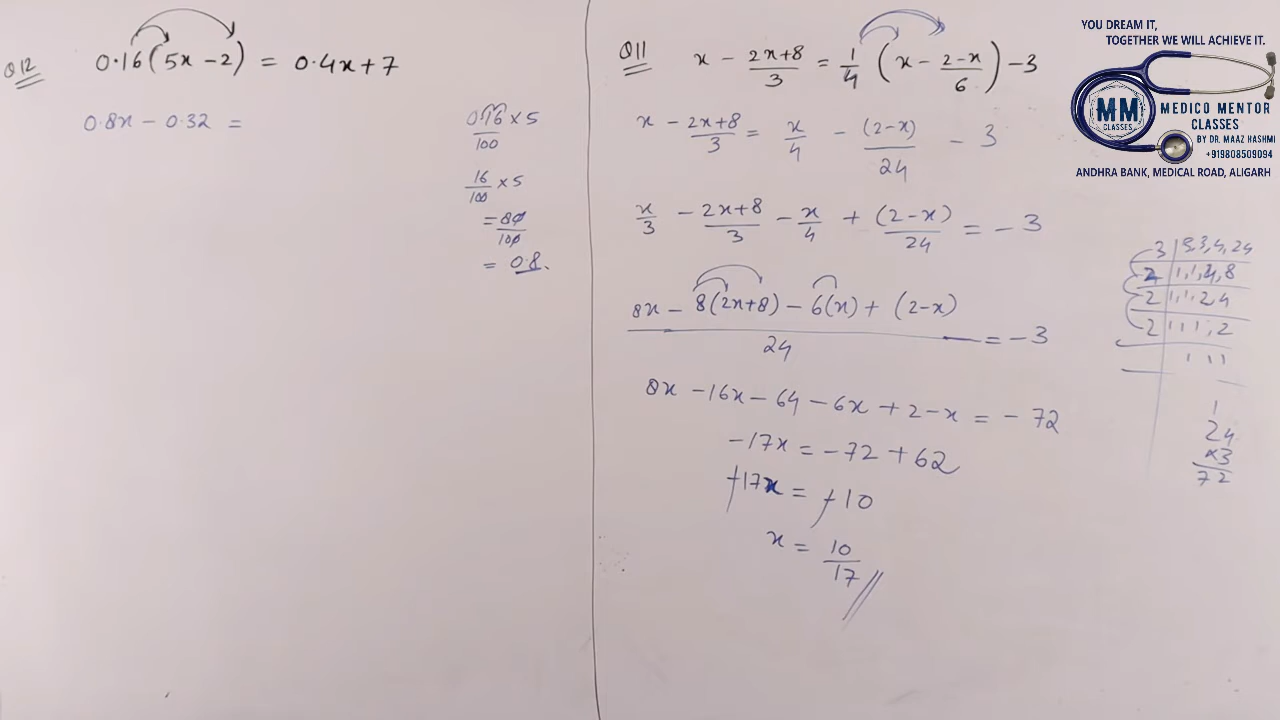 Q12 0.16(5x-2) = 0.4x+7
0.8x - 0.32 =
0.16 × 5
100
16/100 × 5
= 80/100
= 0.8.
Q11 x - (2x+8)/3 = 1/4 (x - (2-x)/6) - 3
x - (2x+8)/3 = x/4 - (2-x)/24 - 3
x/3 - (2x+8)/3 - x/4 + (2-x)/24 = -3
(8x - 8(2x+8) - 6(x) + (2-x))/24 = -3
8x - 16x - 64 - 6x + 2 - x = -72
-17x = -72 + 62
-17x = -10
x = 10/17
3 | 3,3,4,24
2 | 1,1,4,8
2 | 1,1,2,4
2 | 1,1,1,2
1 1 1
1
24
×3
72
YOU DREAM IT,
TOGETHER WE WILL ACHIEVE IT.
MM
CLASSES
MEDICO MENTOR
CLASSES
BY DR. MAAZ HASHMI
+919808509094
ANDHRA BANK, MEDICAL ROAD, ALIGARH